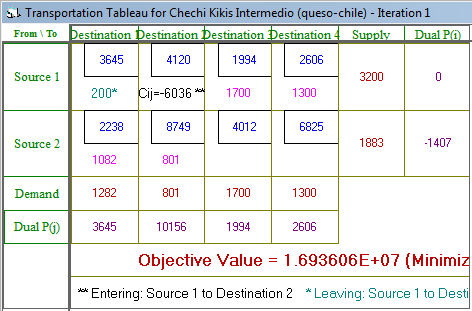 Transportation Tableau for Chechi Kikis Intermedio (queso-chile) - Iteration 1
From \ To Destination 1 Destination 2 Destination 3 Destination 4 Supply Dual P(i)
3645 4120 1994 2606
Source 1 3200 0
200* Cij=-6036 ** 1700 1300
2238 8749 4012 6825
Source 2 1883 -1407
1082 801
Demand 1282 801 1700 1300
Dual P(j) 3645 10156 1994 2606
Objective Value = 1.693606E+07 (Minimiz
** Entering: Source 1 to Destination 2 * Leaving: Source 1 to Desti